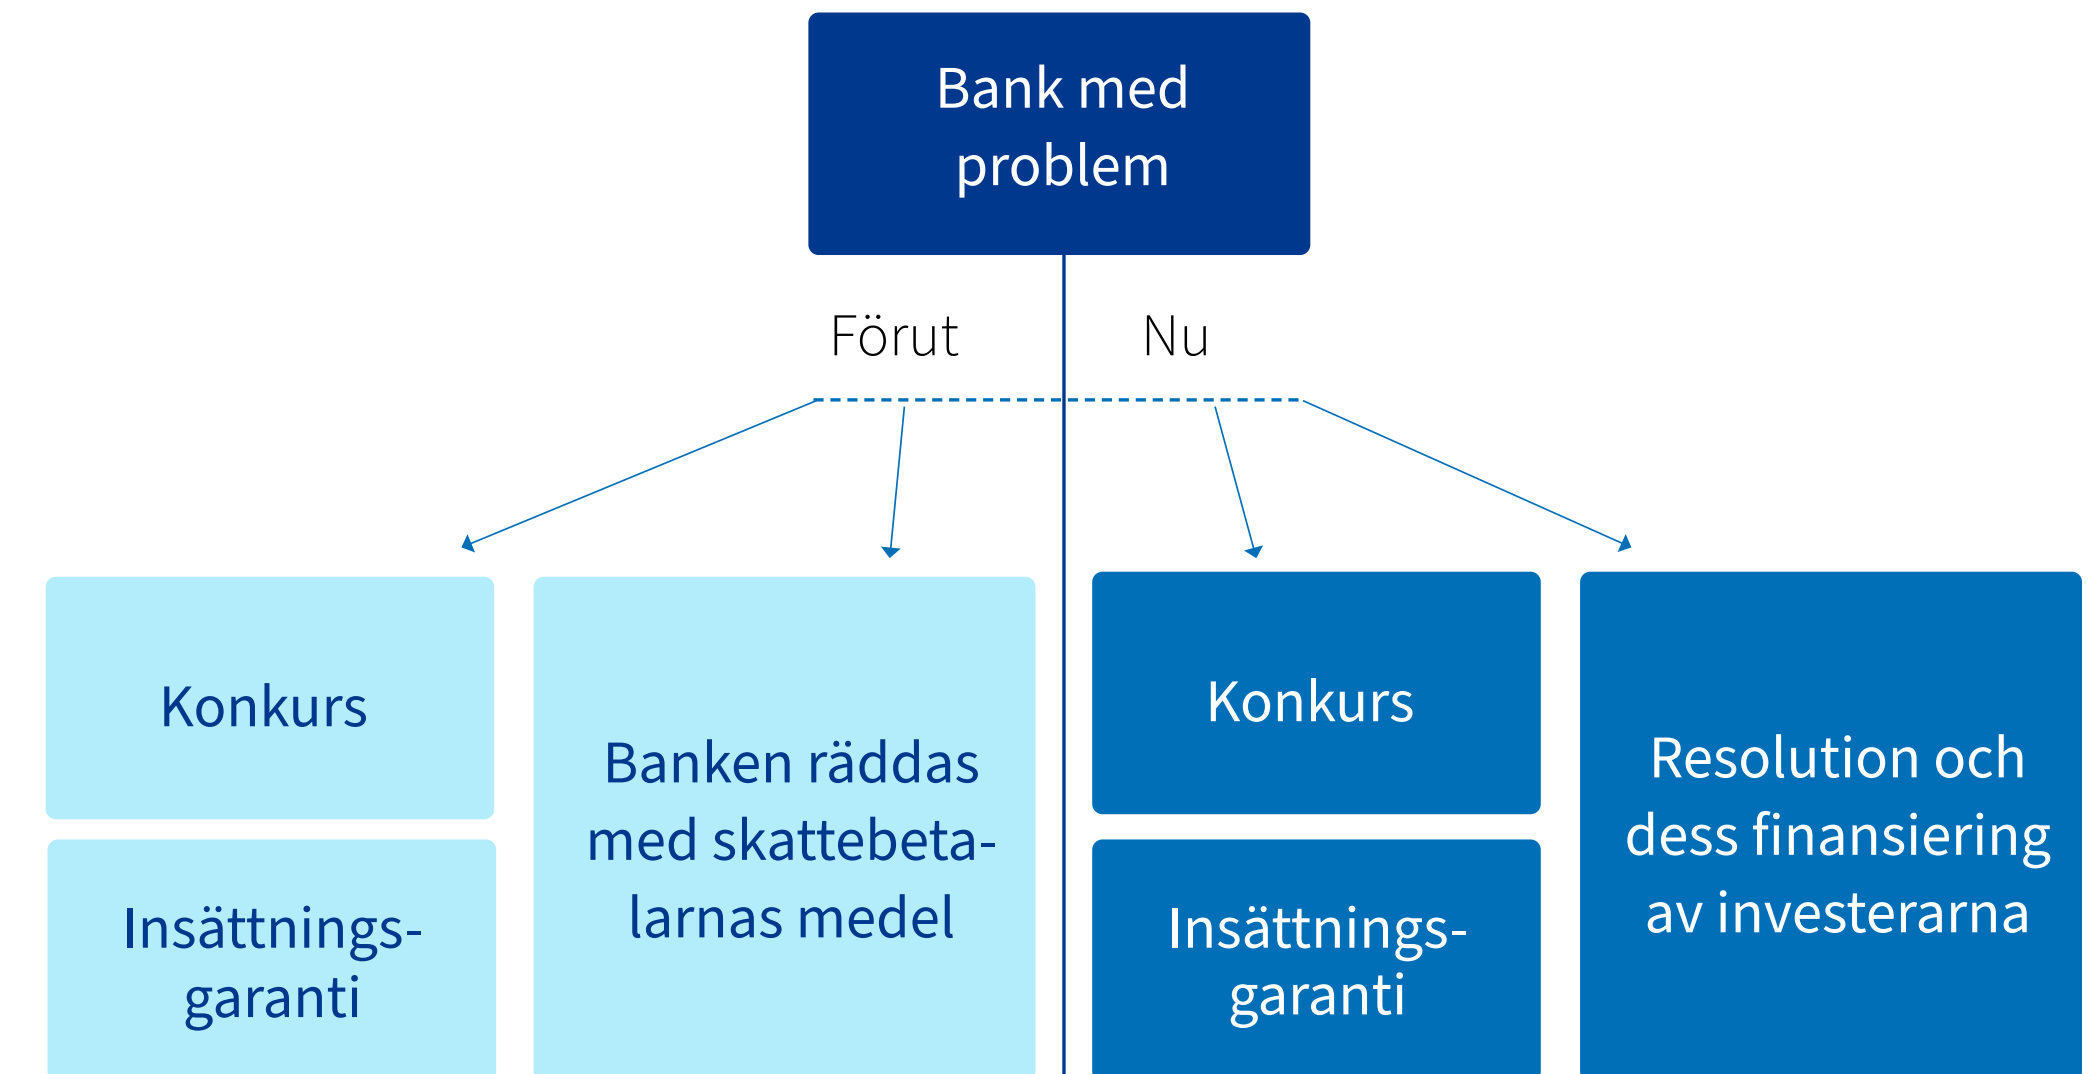 Bank med
problem
Förut
Nu
Konkurs
Insättnings-
garanti
Banken räddas
med skattebeta-
larnas medel
Konkurs
Insättnings-
garanti
Resolution och
dess finansiering
av investerarna